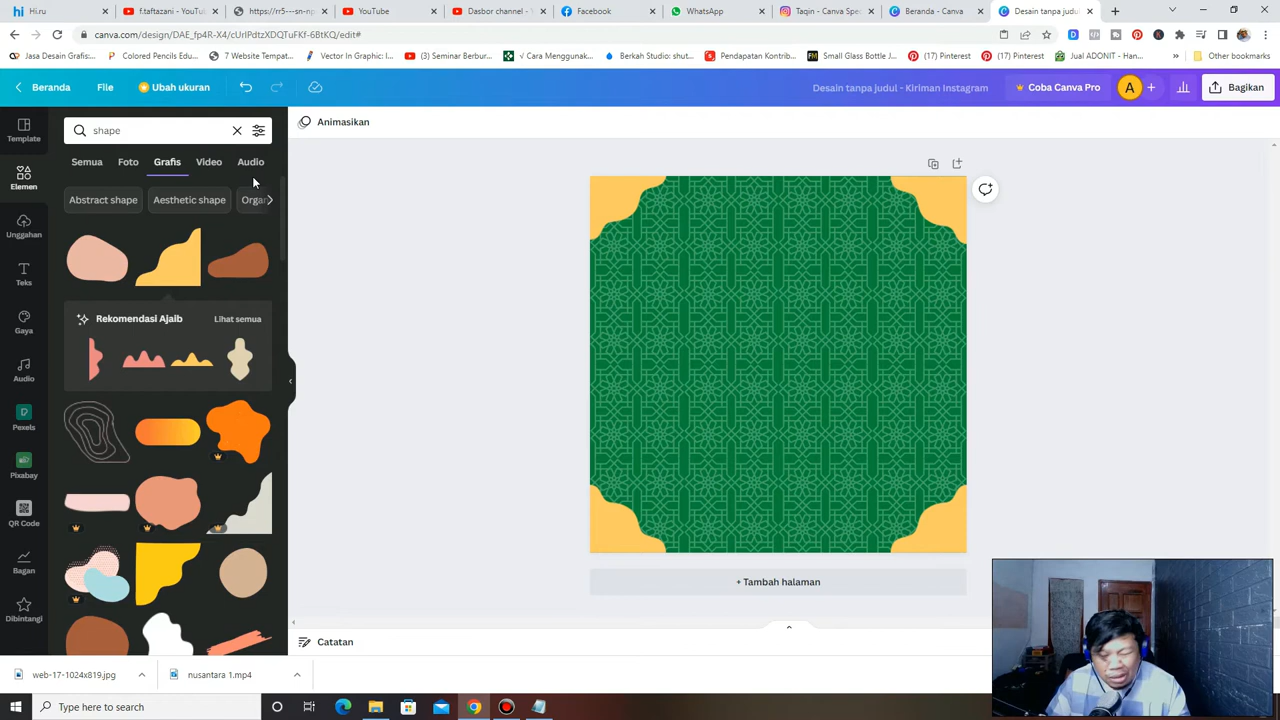 Hi.ru
f.taftazani - YouTube
https://rr5---sn-np
YouTube
Dasbor channel - Y
Facebook
WhatsApp
Taqin - Canva Spe
Beranda - Canva
Desain tanpa judul
canva.com/design/DAE_fp4R-X4/cUrIPdtzXDQTuFKf-6BtKQ/edit#
Jasa Desain Grafis:...
Colored Pencils Edu...
7 Website Tempat...
Vector In Graphic: I...
(3) Seminar Berbum...
√ Cara Menggunak...
Berkah Studio: shut...
Pendapatan Kontrib...
Small Glass Bottle J...
(17) Pinterest
(17) Pinterest
Jual ADONIT - Han...
Other bookmarks
Beranda
File
Ubah ukuran
Desain tanpa judul - Kiriman Instagram
Coba Canva Pro
A
Bagikan
Template
Elemen
Unggahan
Teks
Gaya
Audio
Pexels
Pixabay
QR Code
Bagan
Dibintangi
shape
Semua
Foto
Grafis
Video
Audio
Abstract shape
Aesthetic shape
Organ
Rekomendasi Ajaib
Lihat semua
Animasikan
+ Tambah halaman
Catatan
web-17-1024x819.jpg
nusantara 1.mp4
Type here to search